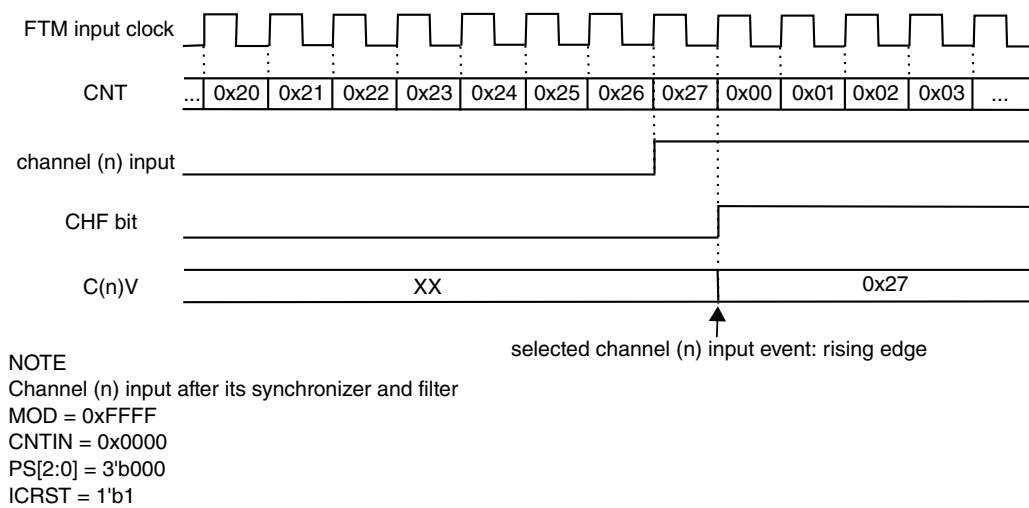 FTM input clock
CNT ... 0x20 0x21 0x22 0x23 0x24 0x25 0x26 0x27 0x00 0x01 0x02 0x03 ...
channel (n) input
CHF bit
C(n)V XX 0x27
selected channel (n) input event: rising edge
NOTE
Channel (n) input after its synchronizer and filter
MOD = 0xFFFF
CNTIN = 0x0000
PS[2:0] = 3'b000
ICRST = 1'b1